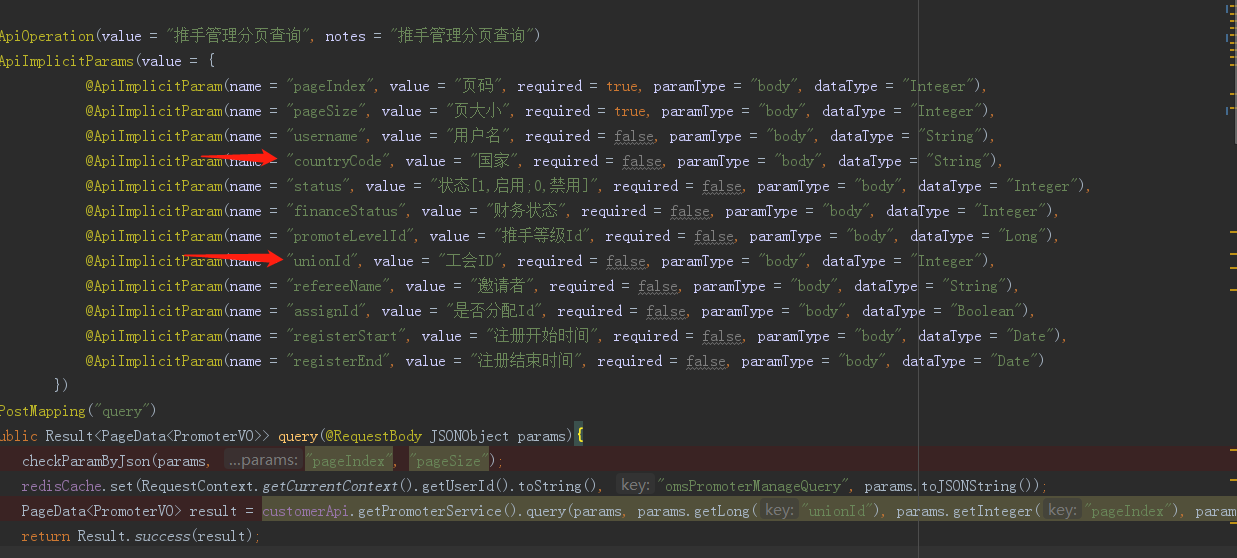 ApiOperation(value = "推手管理分页查询", notes = "推手管理分页查询")
ApiImplicitParams(value = {
@ApiImplicitParam(name = "pageIndex", value = "页码", required = true, paramType = "body", dataType = "Integer"),
@ApiImplicitParam(name = "pageSize", value = "页大小", required = true, paramType = "body", dataType = "Integer"),
@ApiImplicitParam(name = "username", value = "用户名", required = false, paramType = "body", dataType = "String"),
@ApiImplicitParam(name = "countryCode", value = "国家", required = false, paramType = "body", dataType = "String"),
@ApiImplicitParam(name = "status", value = "状态[1,启用;0,禁用]", required = false, paramType = "body", dataType = "Integer"),
@ApiImplicitParam(name = "financeStatus", value = "财务状态", required = false, paramType = "body", dataType = "Integer"),
@ApiImplicitParam(name = "promoteLevelId", value = "推手等级Id", required = false, paramType = "body", dataType = "Long"),
@ApiImplicitParam(name = "unionId", value = "工会ID", required = false, paramType = "body", dataType = "Integer"),
@ApiImplicitParam(name = "refereeName", value = "邀请者", required = false, paramType = "body", dataType = "String"),
@ApiImplicitParam(name = "assignId", value = "是否分配Id", required = false, paramType = "body", dataType = "Boolean"),
@ApiImplicitParam(name = "registerStart", value = "注册开始时间", required = false, paramType = "body", dataType = "Date"),
@ApiImplicitParam(name = "registerEnd", value = "注册结束时间", required = false, paramType = "body", dataType = "Date")
})
PostMapping("query")
ublic Result<PageData<PromoterVO>> query(@RequestBody JSONObject params){
checkParamByJson(params, ...params: "pageIndex", "pageSize");
redisCache.set(RequestContext.getCurrentContext().getUserId().toString(), key: "omsPromoterManageQuery", params.toJSONString());
PageData<PromoterVO> result = customerApi.getPromoterService().query(params, params.getLong( key: "unionId"), params.getInteger( key: "pageIndex"), param
return Result.success(result);